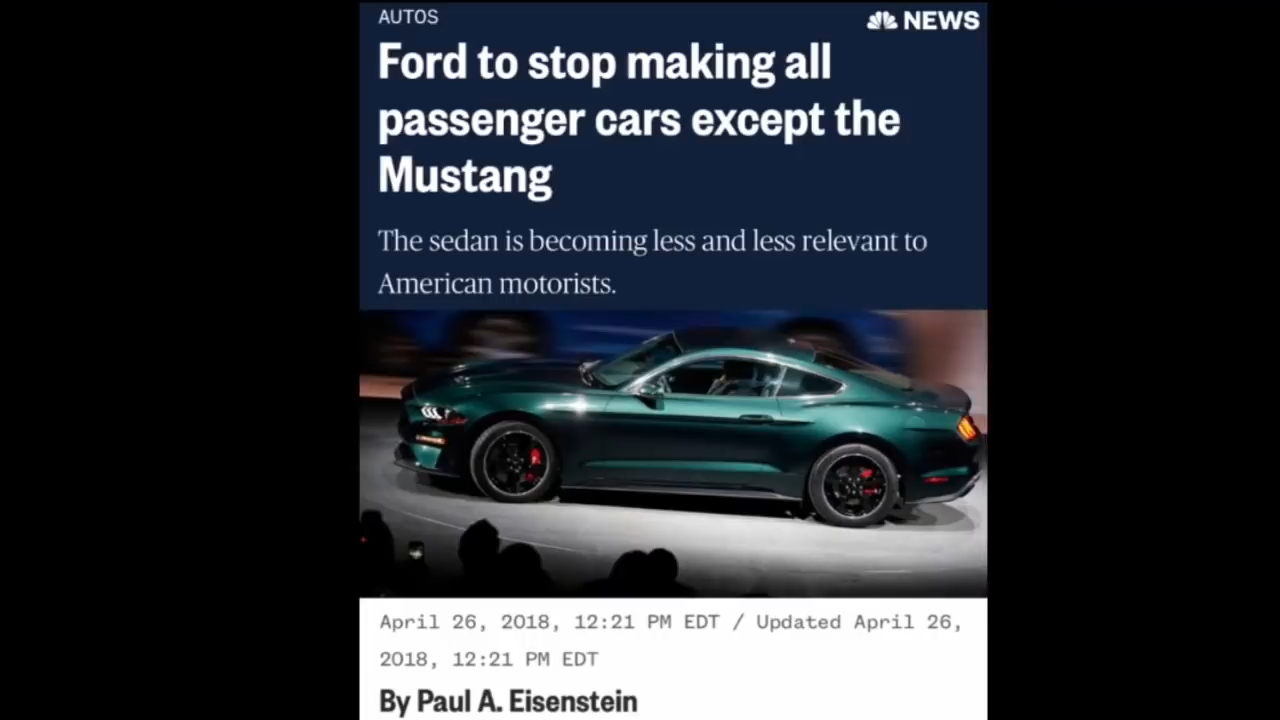 AUTOS
NEWS
Ford to stop making all
passenger cars except the
Mustang
The sedan is becoming less and less relevant to
American motorists.
April 26, 2018, 12:21 PM EDT / Updated April 26,
2018, 12:21 PM EDT
By Paul A. Eisenstein